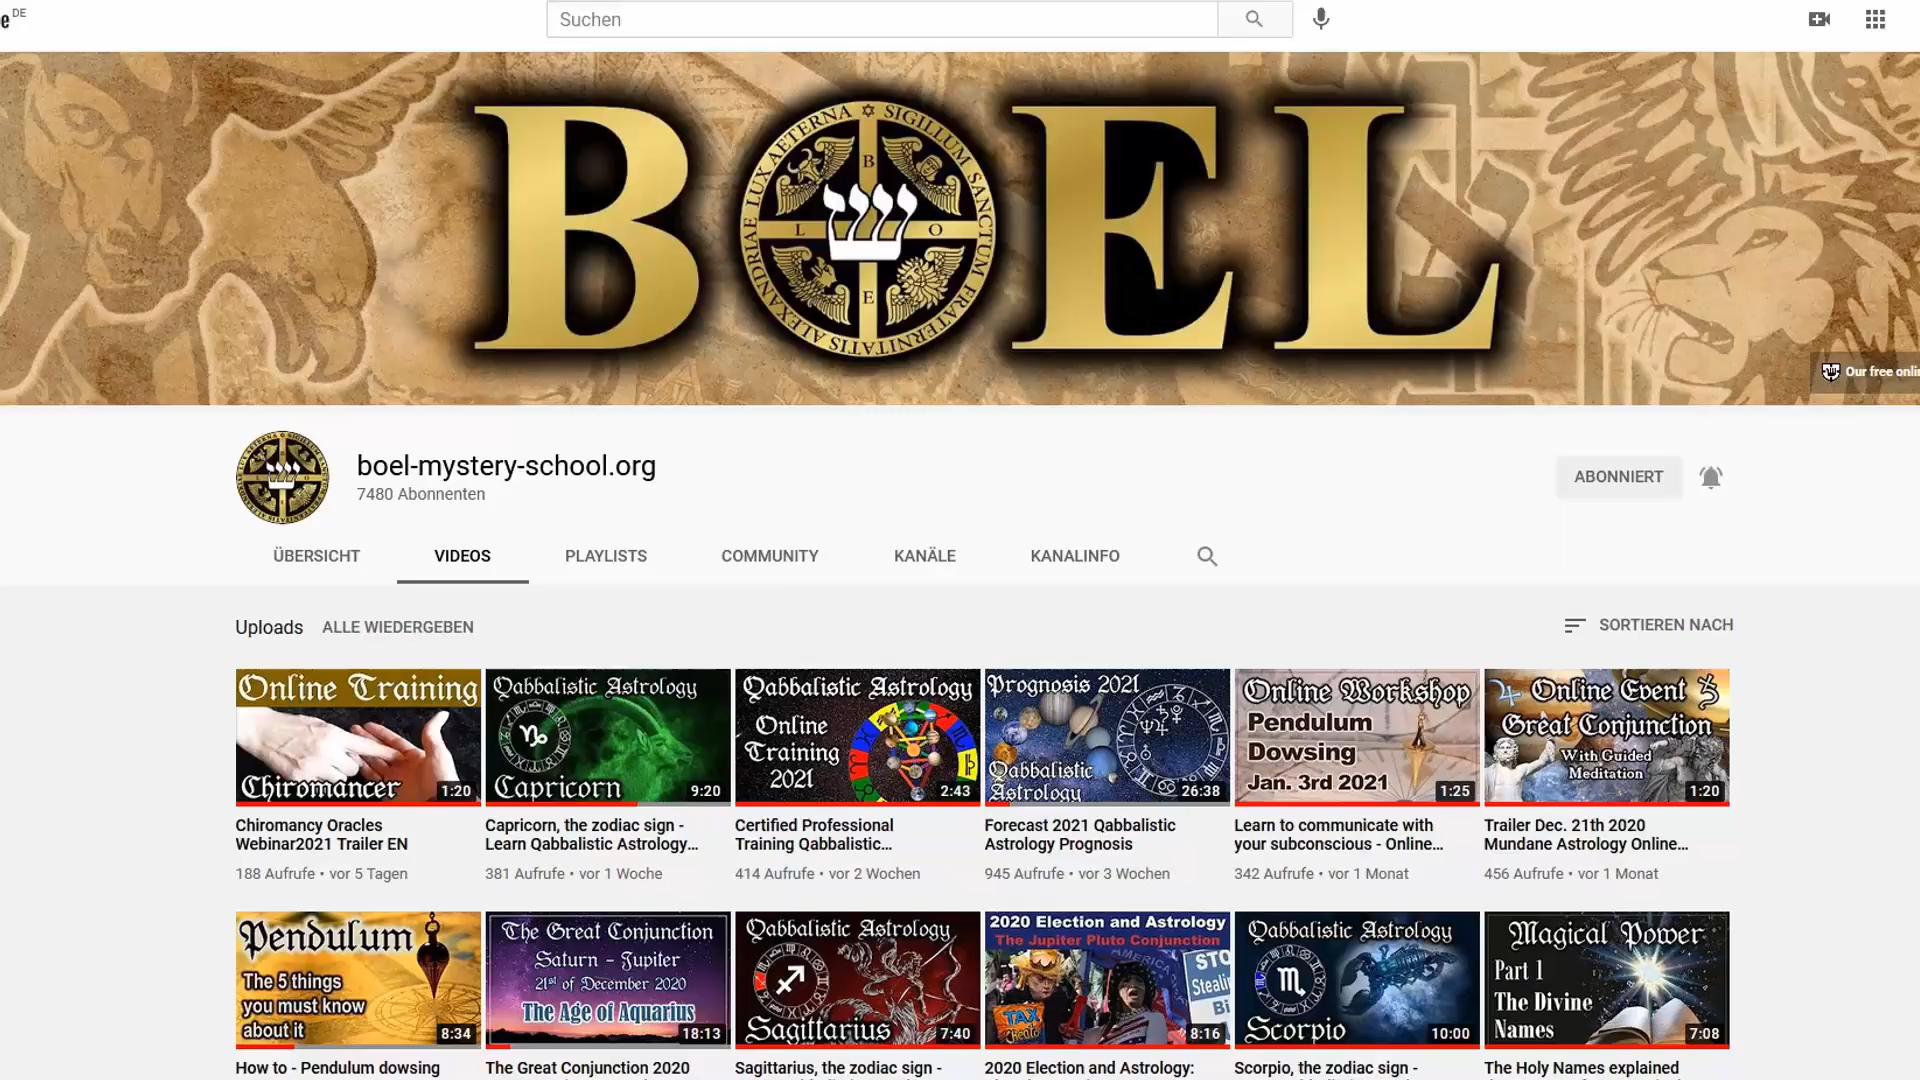 e DE
Suchen
BOEL
LUX AETERNA ✡ SIGILLUM SANCTUM FRATERNITATIS ALEXANDRIAE
B
L
O
E
ששש
Our free onli
boel-mystery-school.org
7480 Abonnenten
ABONNIERT
ÜBERSICHT
VIDEOS
PLAYLISTS
COMMUNITY
KANÄLE
KANALINFO
Uploads
ALLE WIEDERGEBEN
SORTIEREN NACH
Online Training
Chiromancer
1:20
Chiromancy Oracles
Webinar2021 Trailer EN
188 Aufrufe • vor 5 Tagen
Qabbalistic Astrology
♑
Capricorn
9:20
Capricorn, the zodiac sign -
Learn Qabbalistic Astrology...
381 Aufrufe • vor 1 Woche
Qabbalistic Astrology
Online
Training
2021
2:43
Certified Professional
Training Qabbalistic...
414 Aufrufe • vor 2 Wochen
Prognosis 2021
Qabbalistic
Astrology
26:38
Forecast 2021 Qabbalistic
Astrology Prognosis
945 Aufrufe • vor 3 Wochen
Online Workshop
Pendulum
Dowsing
Jan. 3rd 2021
1:25
Learn to communicate with
your subconscious - Online...
342 Aufrufe • vor 1 Monat
♃ Online Event ♄
Great Conjunction
With Guided
Meditation
1:20
Trailer Dec. 21th 2020
Mundane Astrology Online...
456 Aufrufe • vor 1 Monat
Pendulum
The 5 things
you must know
about it
8:34
How to - Pendulum dowsing
The Great Conjunction
Saturn - Jupiter
21st of December 2020
The Age of Aquarius
18:13
The Great Conjunction 2020
Qabbalistic Astrology
♐
Sagittarius
7:40
Sagittarius, the zodiac sign -
2020 Election and Astrology
The Jupiter Pluto Conjunction
AMERICA
STO
Steali
Bi
TAX
Cheato
8:16
2020 Election and Astrology:
Qabbalistic Astrology
♏
Scorpio
10:00
Scorpio, the zodiac sign -
Magical Power
Part 1
The Divine
Names
7:08
The Holy Names explained